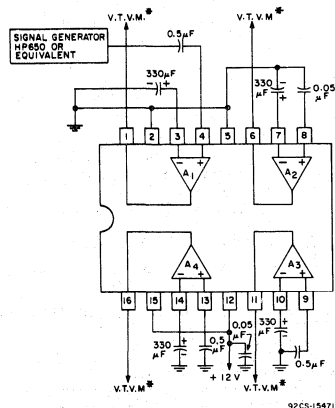 V.T.V.M.* V.T.V.M.*
SIGNAL GENERATOR
HP650 OR
EQUIVALENT
0.5μF
330μF
- +
330
μF
-
+
0.05
μF
1 2 3 4 5 6 7 8
- + - +
A1 A2
A4 A3
- + - +
16 15 14 13 12 11 10 9
330
μF
+
-
0.5
μF
0.05
μF
330
μF
+
-
0.5μF
+12V
V.T.V.M.* V.T.V.M.*
92CS-15471